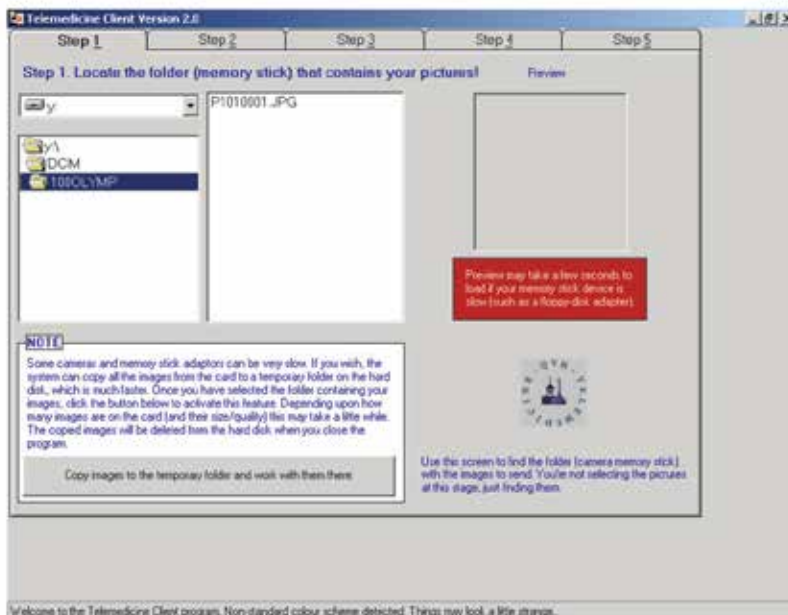 Telemedicine Client Version 2.0
Step 1
Step 2
Step 3
Step 4
Step 5
Step 1. Locate the folder (memory stick) that contains your pictures!
Preview
y:
P1010001.JPG
y:\
DCM
100OLYMP
Preview may take a few seconds to
load if your memory stick device is
slow (such as a floppy-disk adapter).
NOTE
Some cameras and memory stick adaptors can be very slow. If you wish, the
system can copy all the images from the card to a temporary folder on the hard
disk, which is much faster. Once you have selected the folder containing your
images, click the button below to activate this feature. Depending upon how
many images are on the card (and their size/quality) this may take a little while.
The copied images will be deleted from the hard disk when you close the
program.
Copy images to the temporary folder and work with them there
Use this screen to find the folder (camera memory stick)
with the images to send. You're not selecting the pictures
at this stage, just finding them.
Welcome to the Telemedicine Client program. Non-standard colour scheme detected. Things may look a little strange.